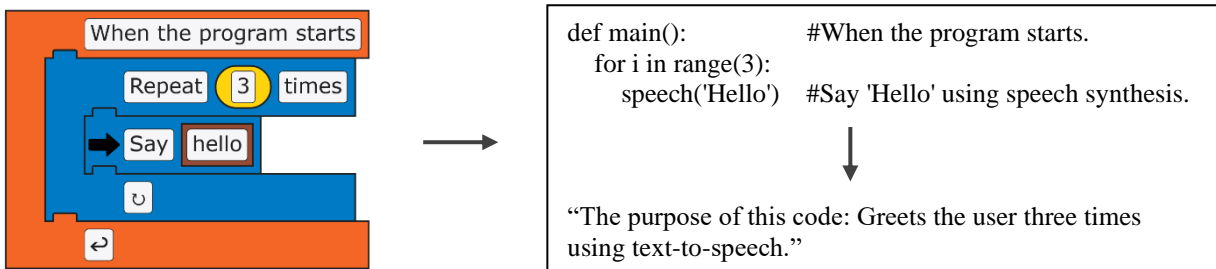 When the program starts
Repeat 3 times
Say hello
↻
↩
def main(): #When the program starts.
for i in range(3):
speech('Hello') #Say 'Hello' using speech synthesis.
“The purpose of this code: Greets the user three times
using text-to-speech.”